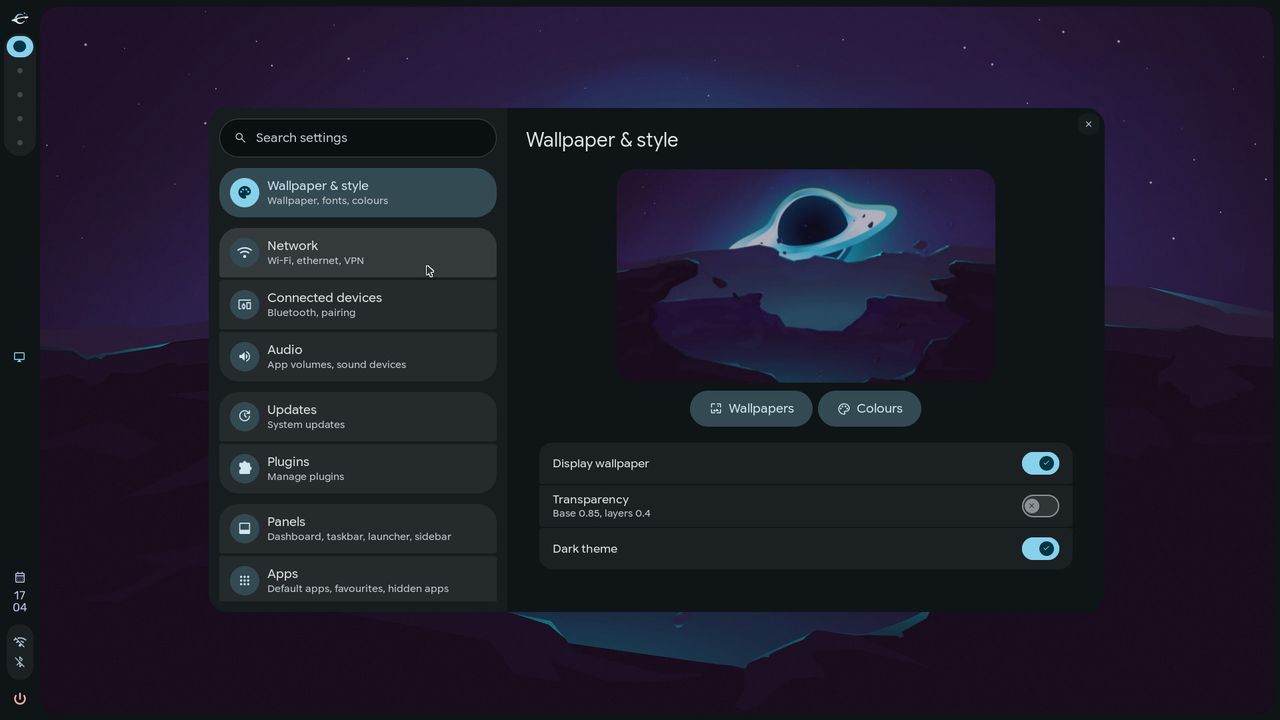 Search settings
Wallpaper & style
Wallpaper, fonts, colours
Network
Wi-Fi, ethernet, VPN
Connected devices
Bluetooth, pairing
Audio
App volumes, sound devices
Updates
System updates
Plugins
Manage plugins
Panels
Dashboard, taskbar, launcher, sidebar
Apps
Default apps, favourites, hidden apps
Wallpaper & style
Wallpapers
Colours
Display wallpaper
Transparency
Base 0.85, layers 0.4
Dark theme
17
04